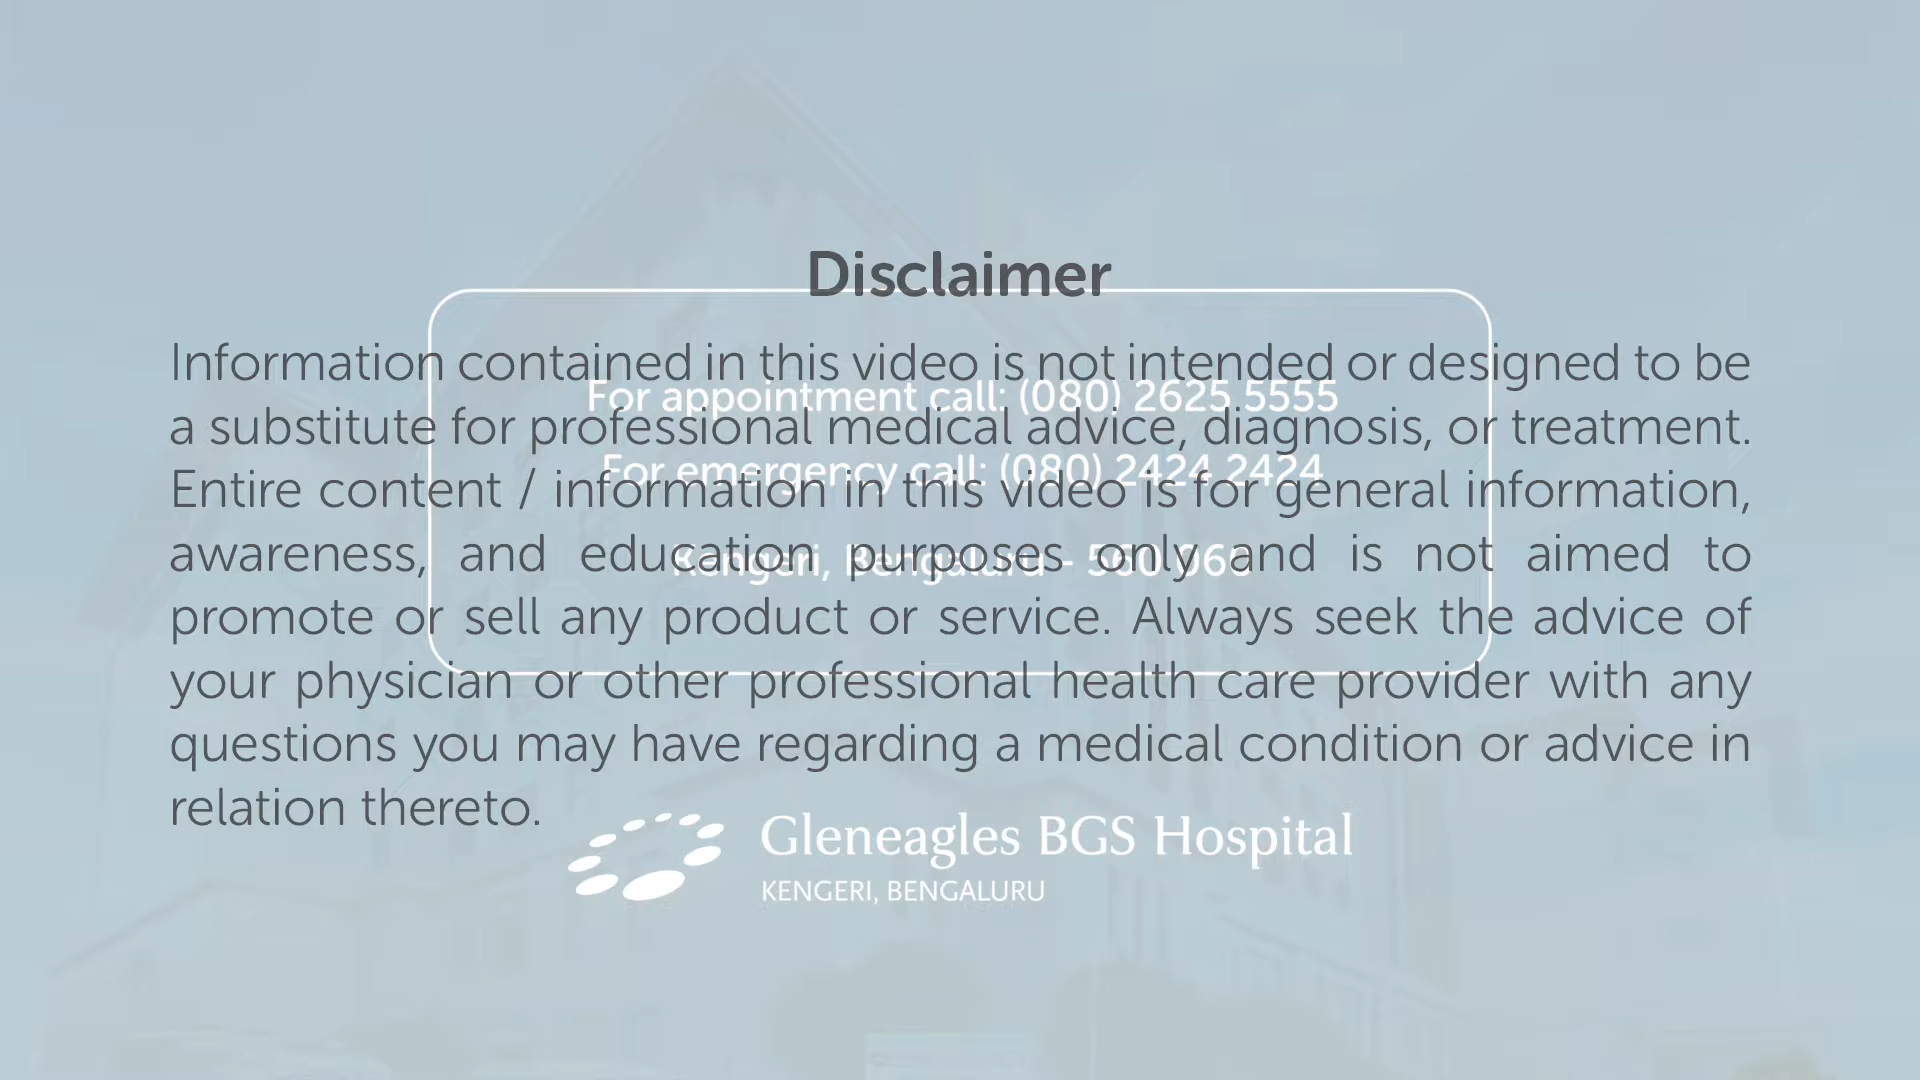 Disclaimer
Information contained in this video is not intended or designed to be
a substitute for professional medical advice, diagnosis, or treatment.
Entire content / information in this video is for general information,
awareness, and education purposes only and is not aimed to
promote or sell any product or service. Always seek the advice of
your physician or other professional health care provider with any
questions you may have regarding a medical condition or advice in
relation thereto.
For appointment call: (080) 2625 5555
For emergency call: (080) 2424 2424
Kengeri, Bengaluru - 560 060
Gleneagles BGS Hospital
KENGERI, BENGALURU